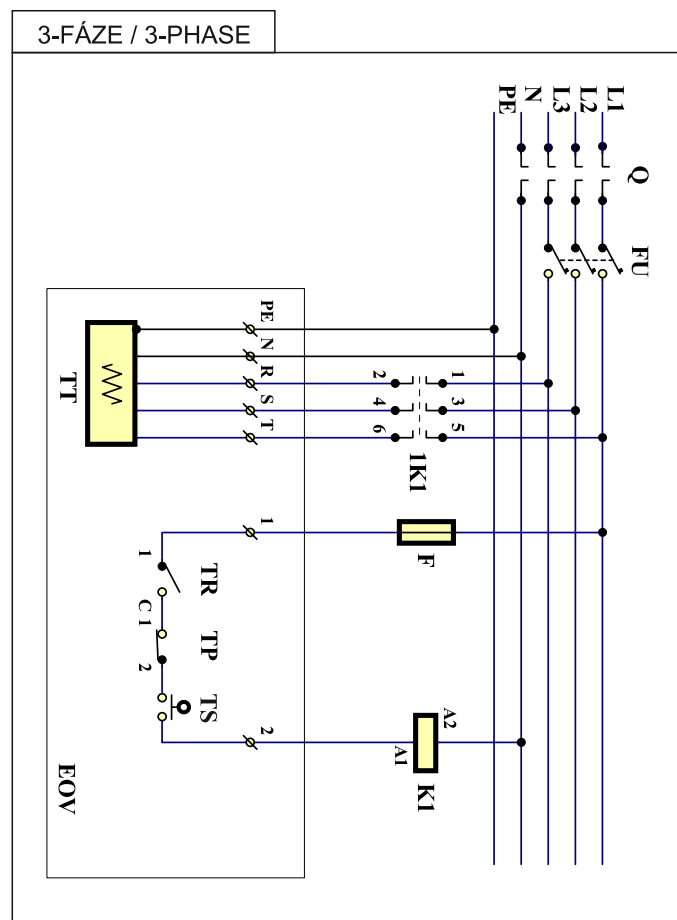 3-FÁZE / 3-PHASE
L1
L2
L3
N
PE
Q
FU
PE
N
R
S
T
2
4
6
1
3
5
1K1
TT
1
F
1
TR
C 1
TP
2
TS
2
A2
A1
K1
EOV